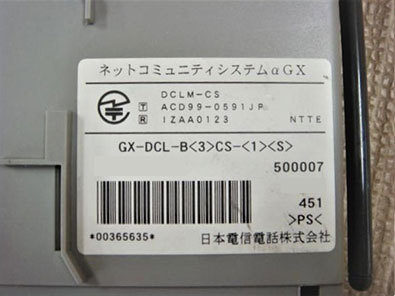 ネットコミュニティシステムαGX
DCLM-CS
T ACD99-0591JP
R IZAA0123 NTTE
GX-DCL-B<3>CS-<1><S>
500007
451
>PS<
*00365635*
日本電信電話株式会社